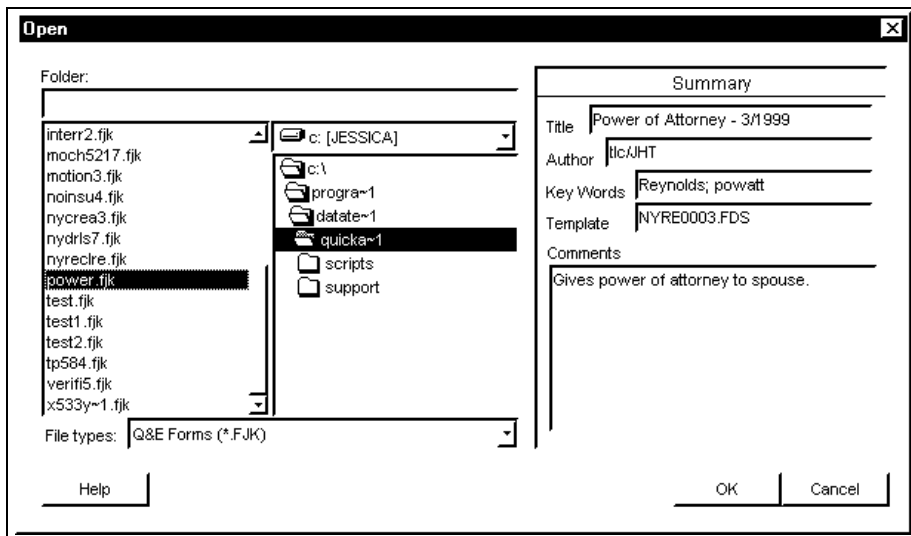 Open
Folder:
interr2.fjk
moch5217.fjk
motion3.fjk
noinsu4.fjk
nycrea3.fjk
nydrls7.fjk
nyreclre.fjk
power.fjk
test.fjk
test1.fjk
test2.fjk
tp584.fjk
verifi5.fjk
x533y~1.fjk
File types: Q&E Forms (*.FJK)
c: [JESSICA]
c:\
progra~1
datate~1
quicka~1
scripts
support
Summary
Title Power of Attorney - 3/1999
Author tlc/JHT
Key Words Reynolds; powatt
Template NYRE0003.FDS
Comments
Gives power of attorney to spouse.
Help
OK
Cancel